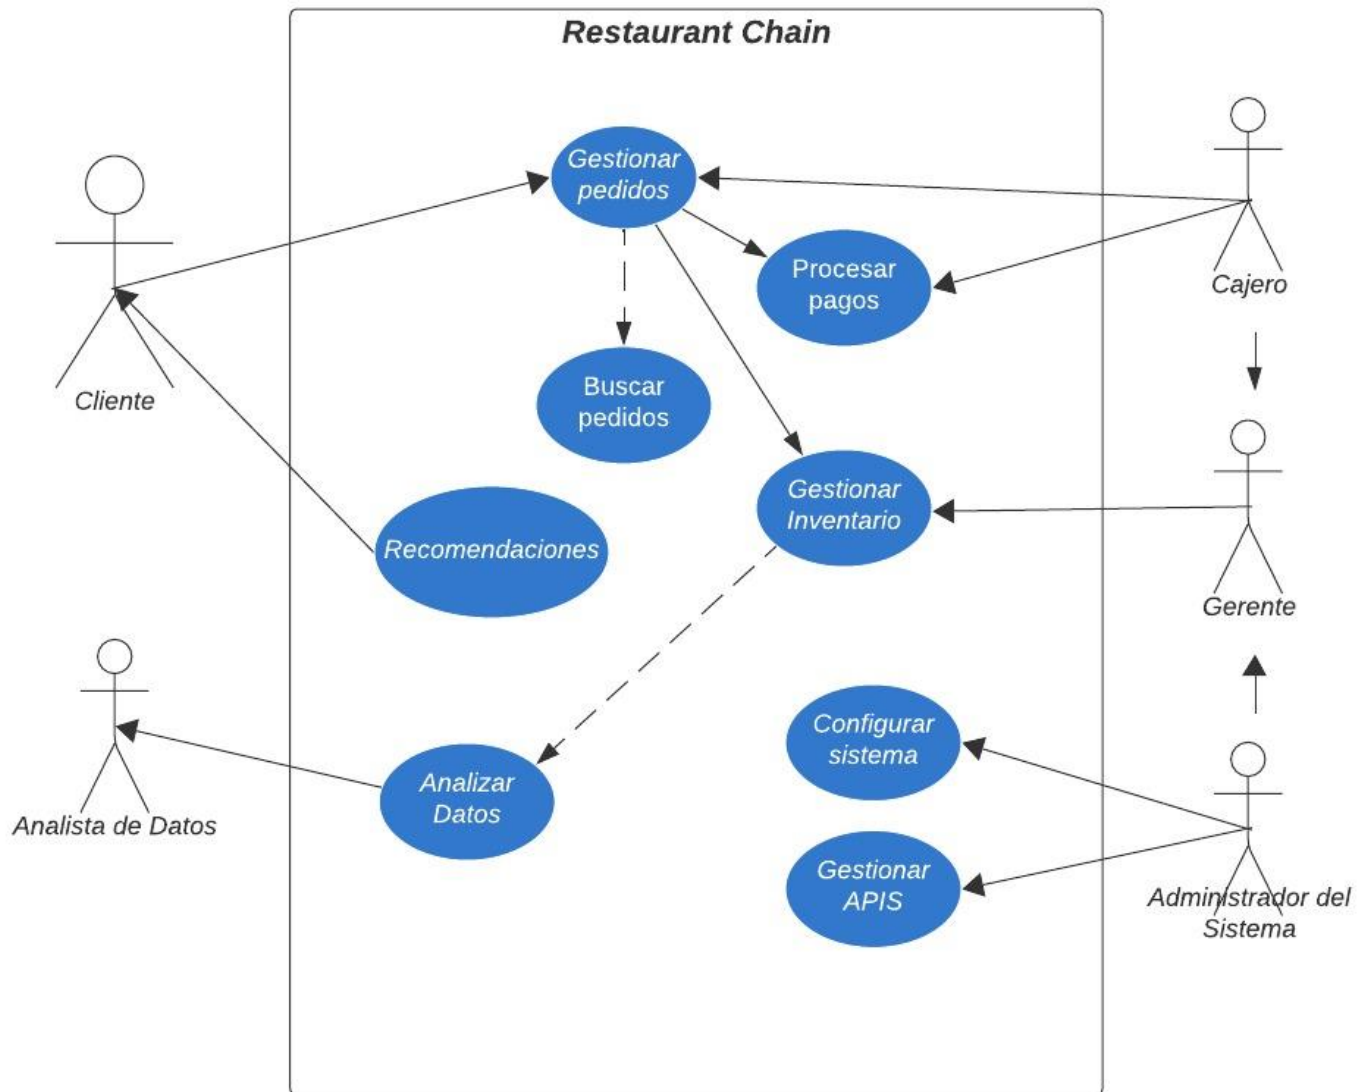 Restaurant Chain
Gestionar
pedidos
Procesar
pagos
Cajero
Cliente
Buscar
pedidos
Gestionar
Inventario
Recomendaciones
Gerente
Configurar
sistema
Analizar
Datos
Analista de Datos
Gestionar
APIS
Administrador del
Sistema